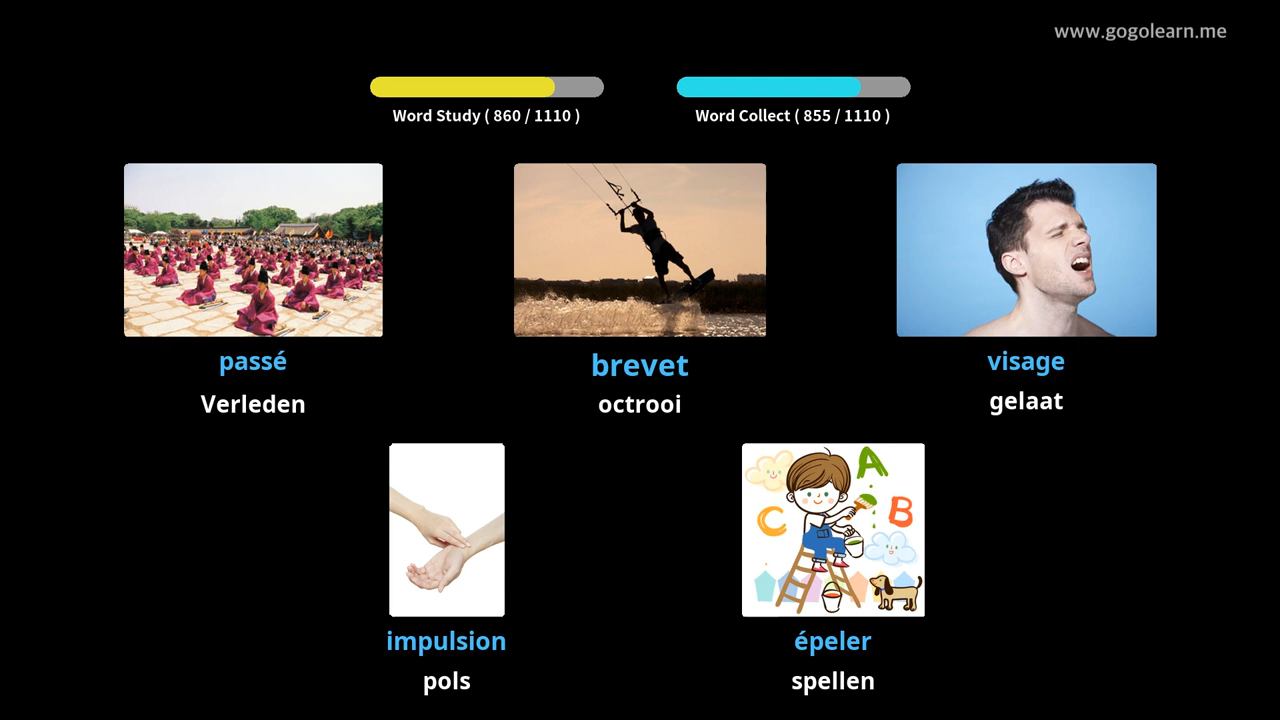 www.gogolearn.me
Word Study ( 860 / 1110 )
Word Collect ( 855 / 1110 )
passé
brevet
visage
Verleden
octrooi
gelaat
A
B
C
impulsion
épeler
pols
spellen